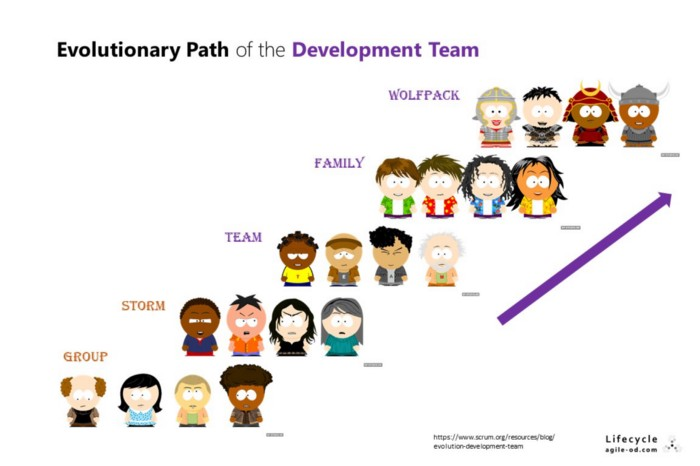 Evolutionary Path of the Development Team
WOLFPACK
FAMILY
TEAM
STORM
GROUP
https://www.scrum.org/resources/blog/
evolution-development-team
Lifecycle
agile-od.com